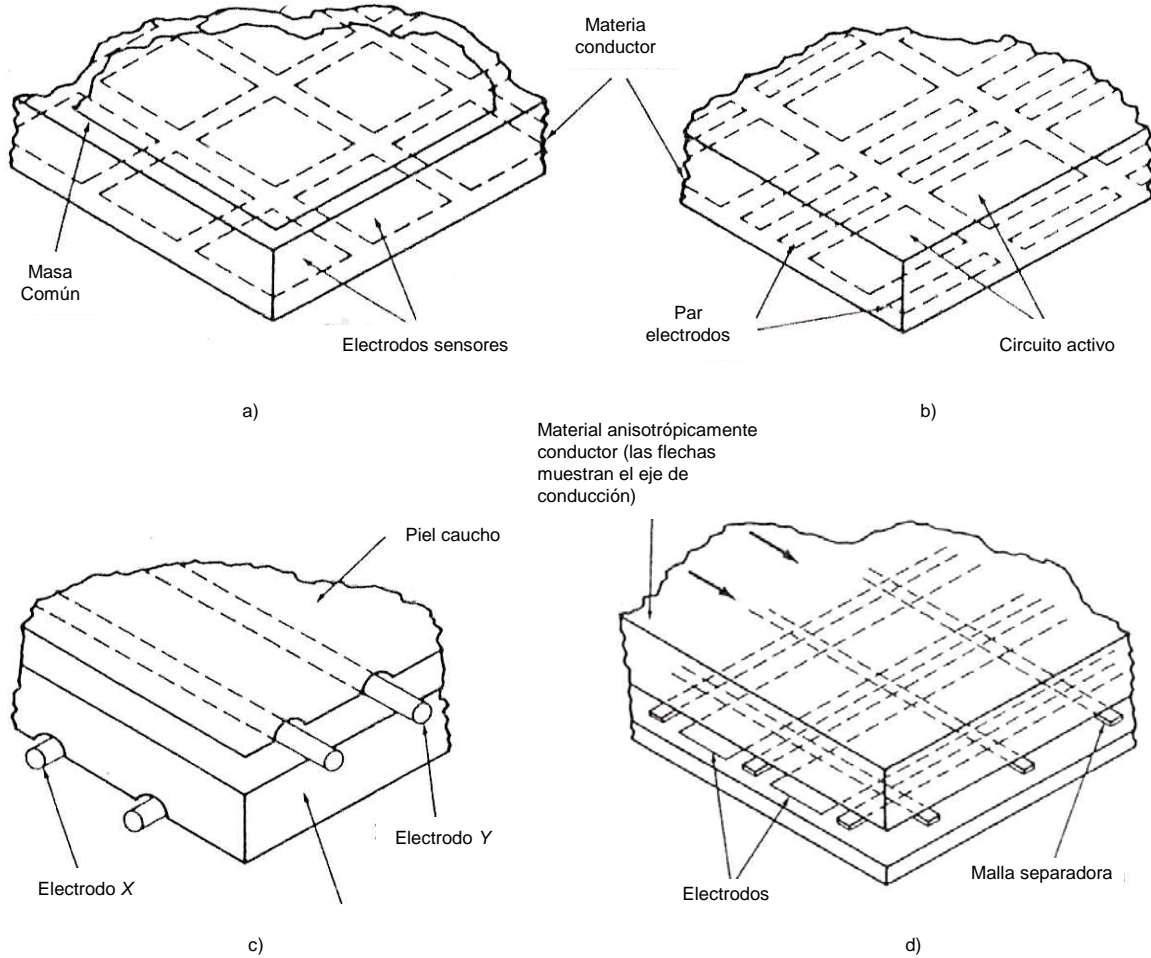 Materia
conductor
Masa
Común
Electrodos sensores
a)
Par
electrodos
Circuito activo
b)
Material anisotrópicamente
conductor (las flechas
muestran el eje de
conducción)
Piel caucho
Electrodo Y
Electrodo X
c)
Electrodos
Malla separadora
d)